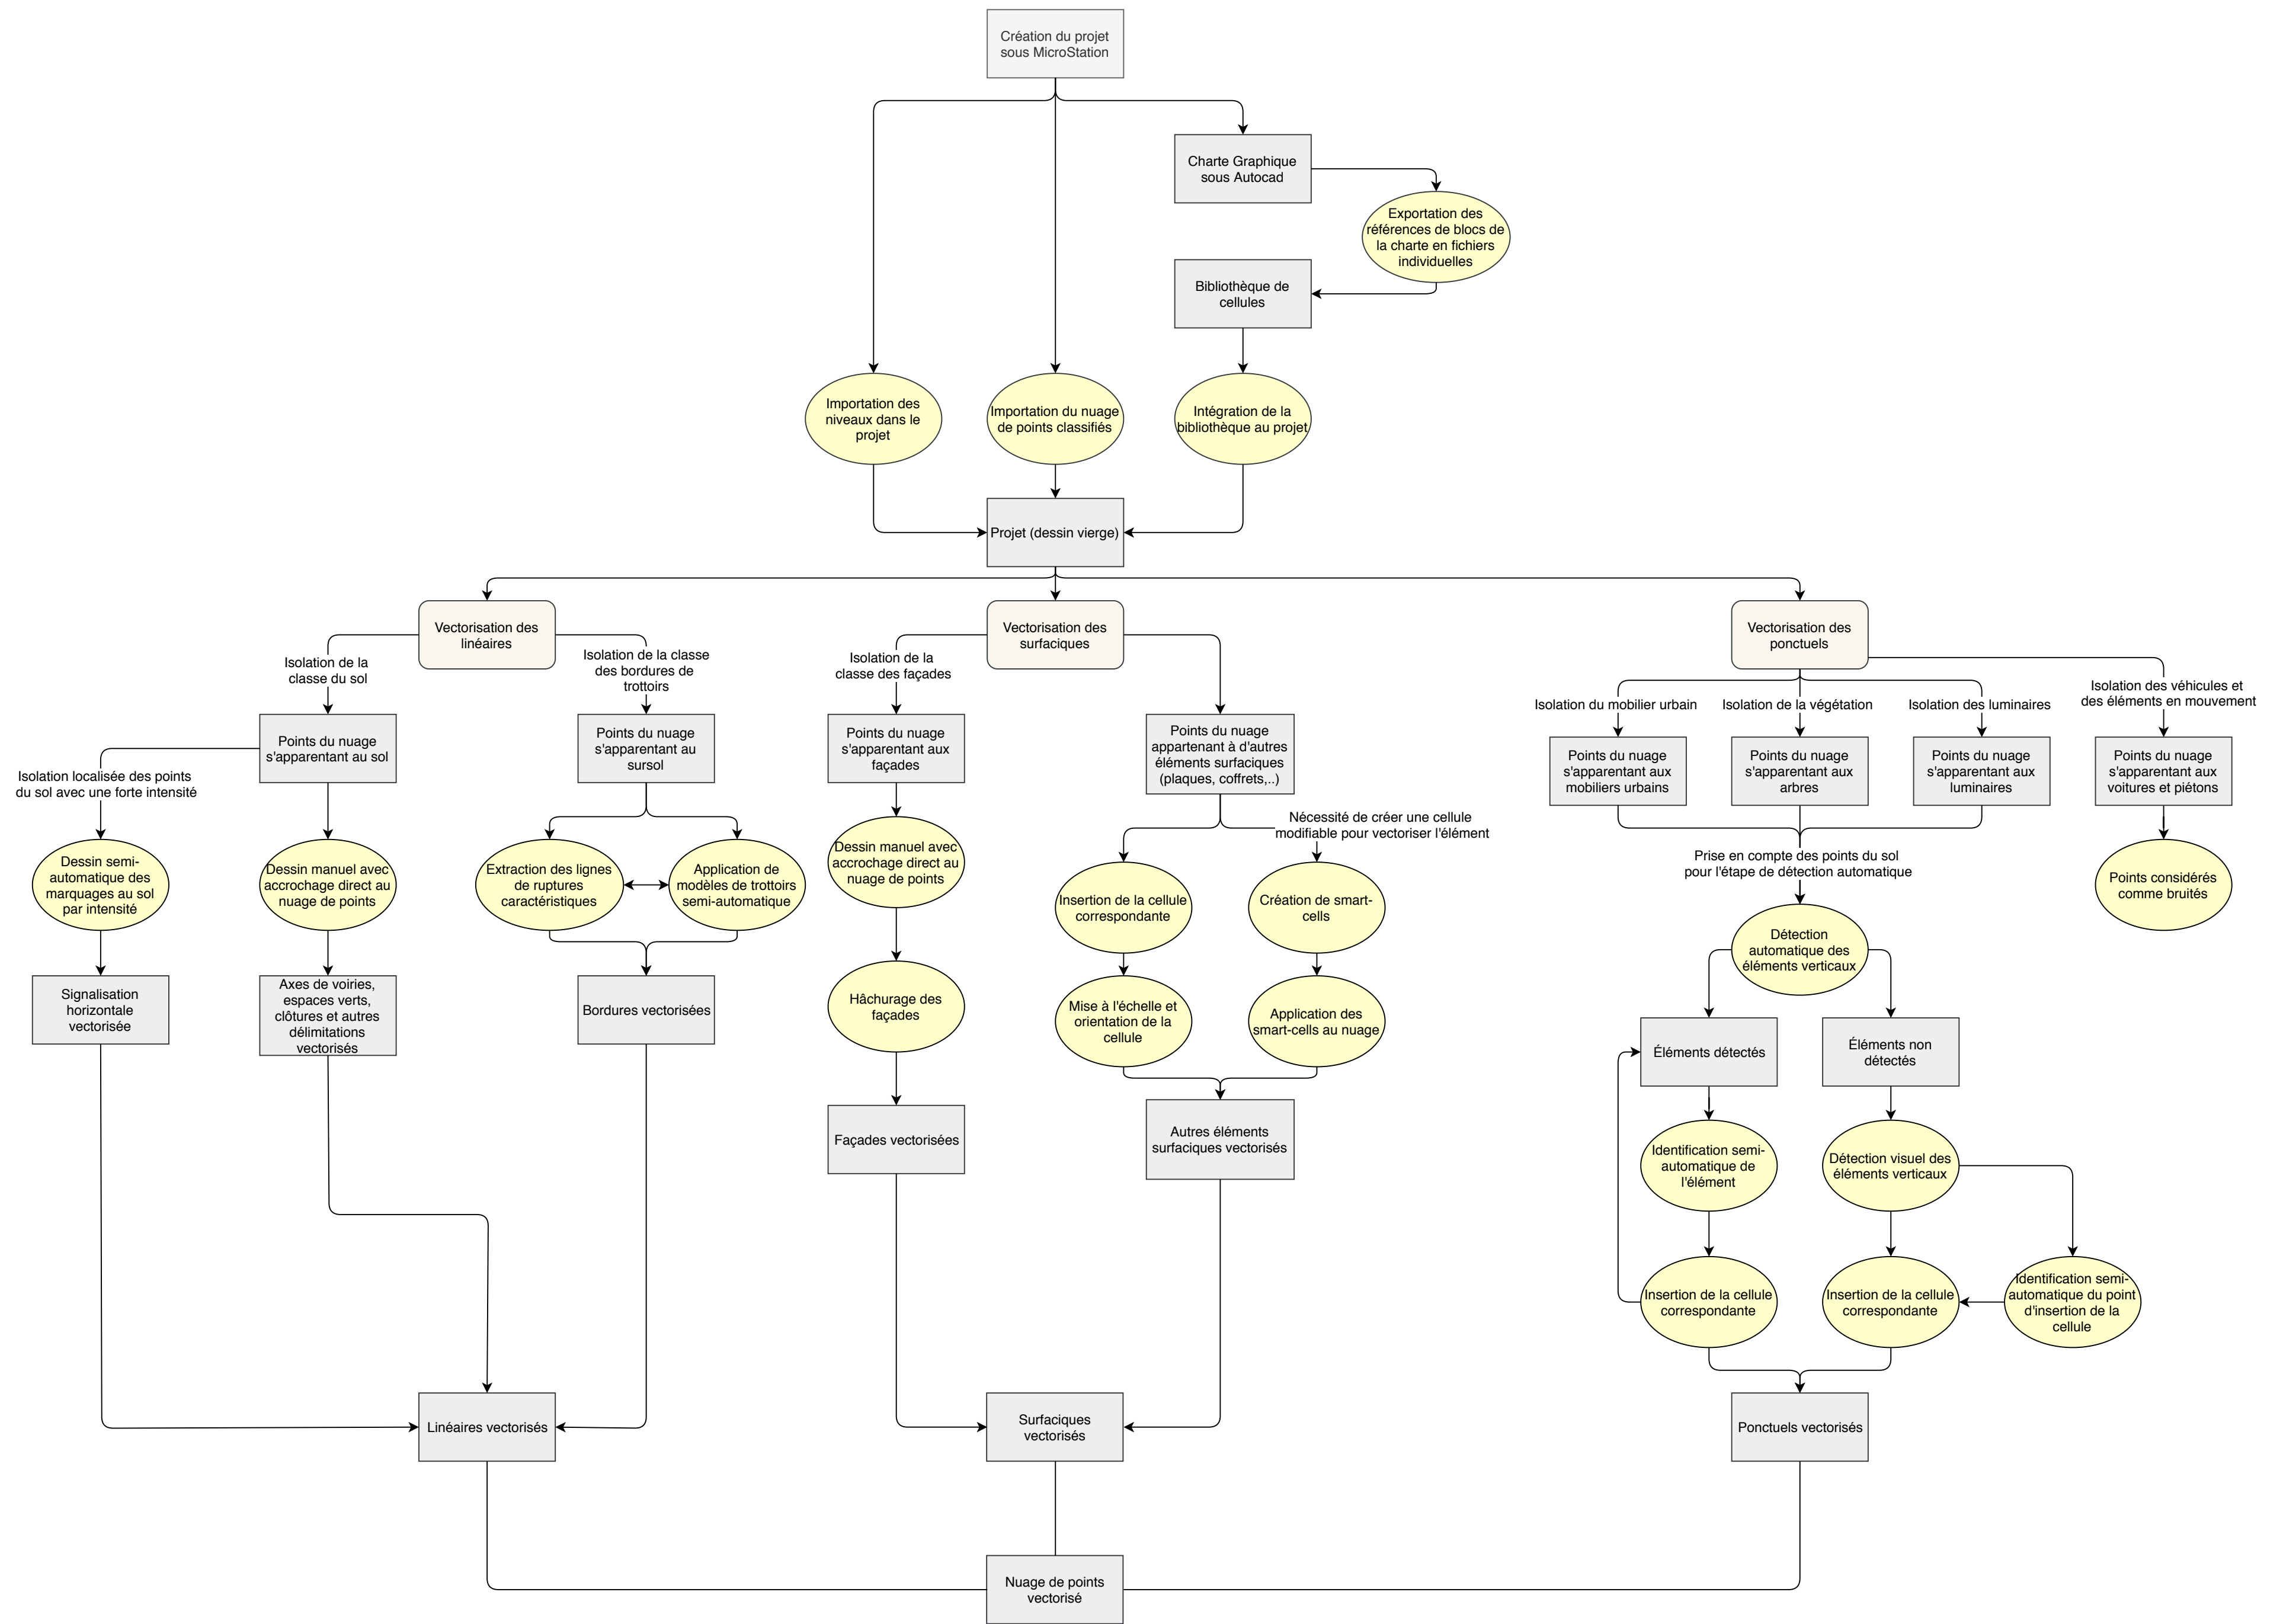 Création du projet
sous MicroStation
Charte Graphique
sous Autocad
Exportation des
références de blocs de
la charte en fichiers
individuelles
Bibliothèque de
cellules
Importation des
niveaux dans le
projet
Importation du nuage
de points classifiés
Intégration de la
bibliothèque au projet
Projet (dessin vierge)
Vectorisation des
linéaires
Vectorisation des
surfaciques
Vectorisation des
ponctuels
Isolation de la
classe du sol
Isolation de la classe
des bordures de
trottoirs
Isolation de la
classe des façades
Isolation du mobilier urbain
Isolation de la végétation
Isolation des luminaires
Isolation des véhicules et
des éléments en mouvement
Points du nuage
s'apparentant au sol
Points du nuage
s'apparentant au
sursol
Points du nuage
s'apparentant aux
façades
Points du nuage
appartenant à d'autres
éléments surfaciques
(plaques, coffrets,..)
Points du nuage
s'apparentant aux
mobiliers urbains
Points du nuage
s'apparentant aux
arbres
Points du nuage
s'apparentant aux
luminaires
Points du nuage
s'apparentant aux
voitures et piétons
Isolation localisée des points
du sol avec une forte intensité
Nécessité de créer une cellule
modifiable pour vectoriser l'élément
Prise en compte des points du sol
pour l'étape de détection automatique
Dessin semi-
automatique des
marquages au sol
par intensité
Dessin manuel avec
accrochage direct au
nuage de points
Extraction des lignes
de ruptures
caractéristiques
Application de
modèles de trottoirs
semi-automatique
Dessin manuel avec
accrochage direct au
nuage de points
Insertion de la cellule
correspondante
Création de smart-
cells
Points considérés
comme bruités
Détection
automatique des
éléments verticaux
Signalisation
horizontale
vectorisée
Axes de voiries,
espaces verts,
clôtures et autres
délimitations
vectorisés
Bordures vectorisées
Hâchurage des
façades
Mise à l'échelle et
orientation de la
cellule
Application des
smart-cells au nuage
Éléments détectés
Éléments non
détectés
Façades vectorisées
Autres éléments
surfaciques vectorisés
Identification semi-
automatique de
l'élément
Détection visuel des
éléments verticaux
Insertion de la cellule
correspondante
Insertion de la cellule
correspondante
Identification semi-
automatique du point
d'insertion de la
cellule
Linéaires vectorisés
Surfaciques
vectorisés
Ponctuels vectorisés
Nuage de points
vectorisé